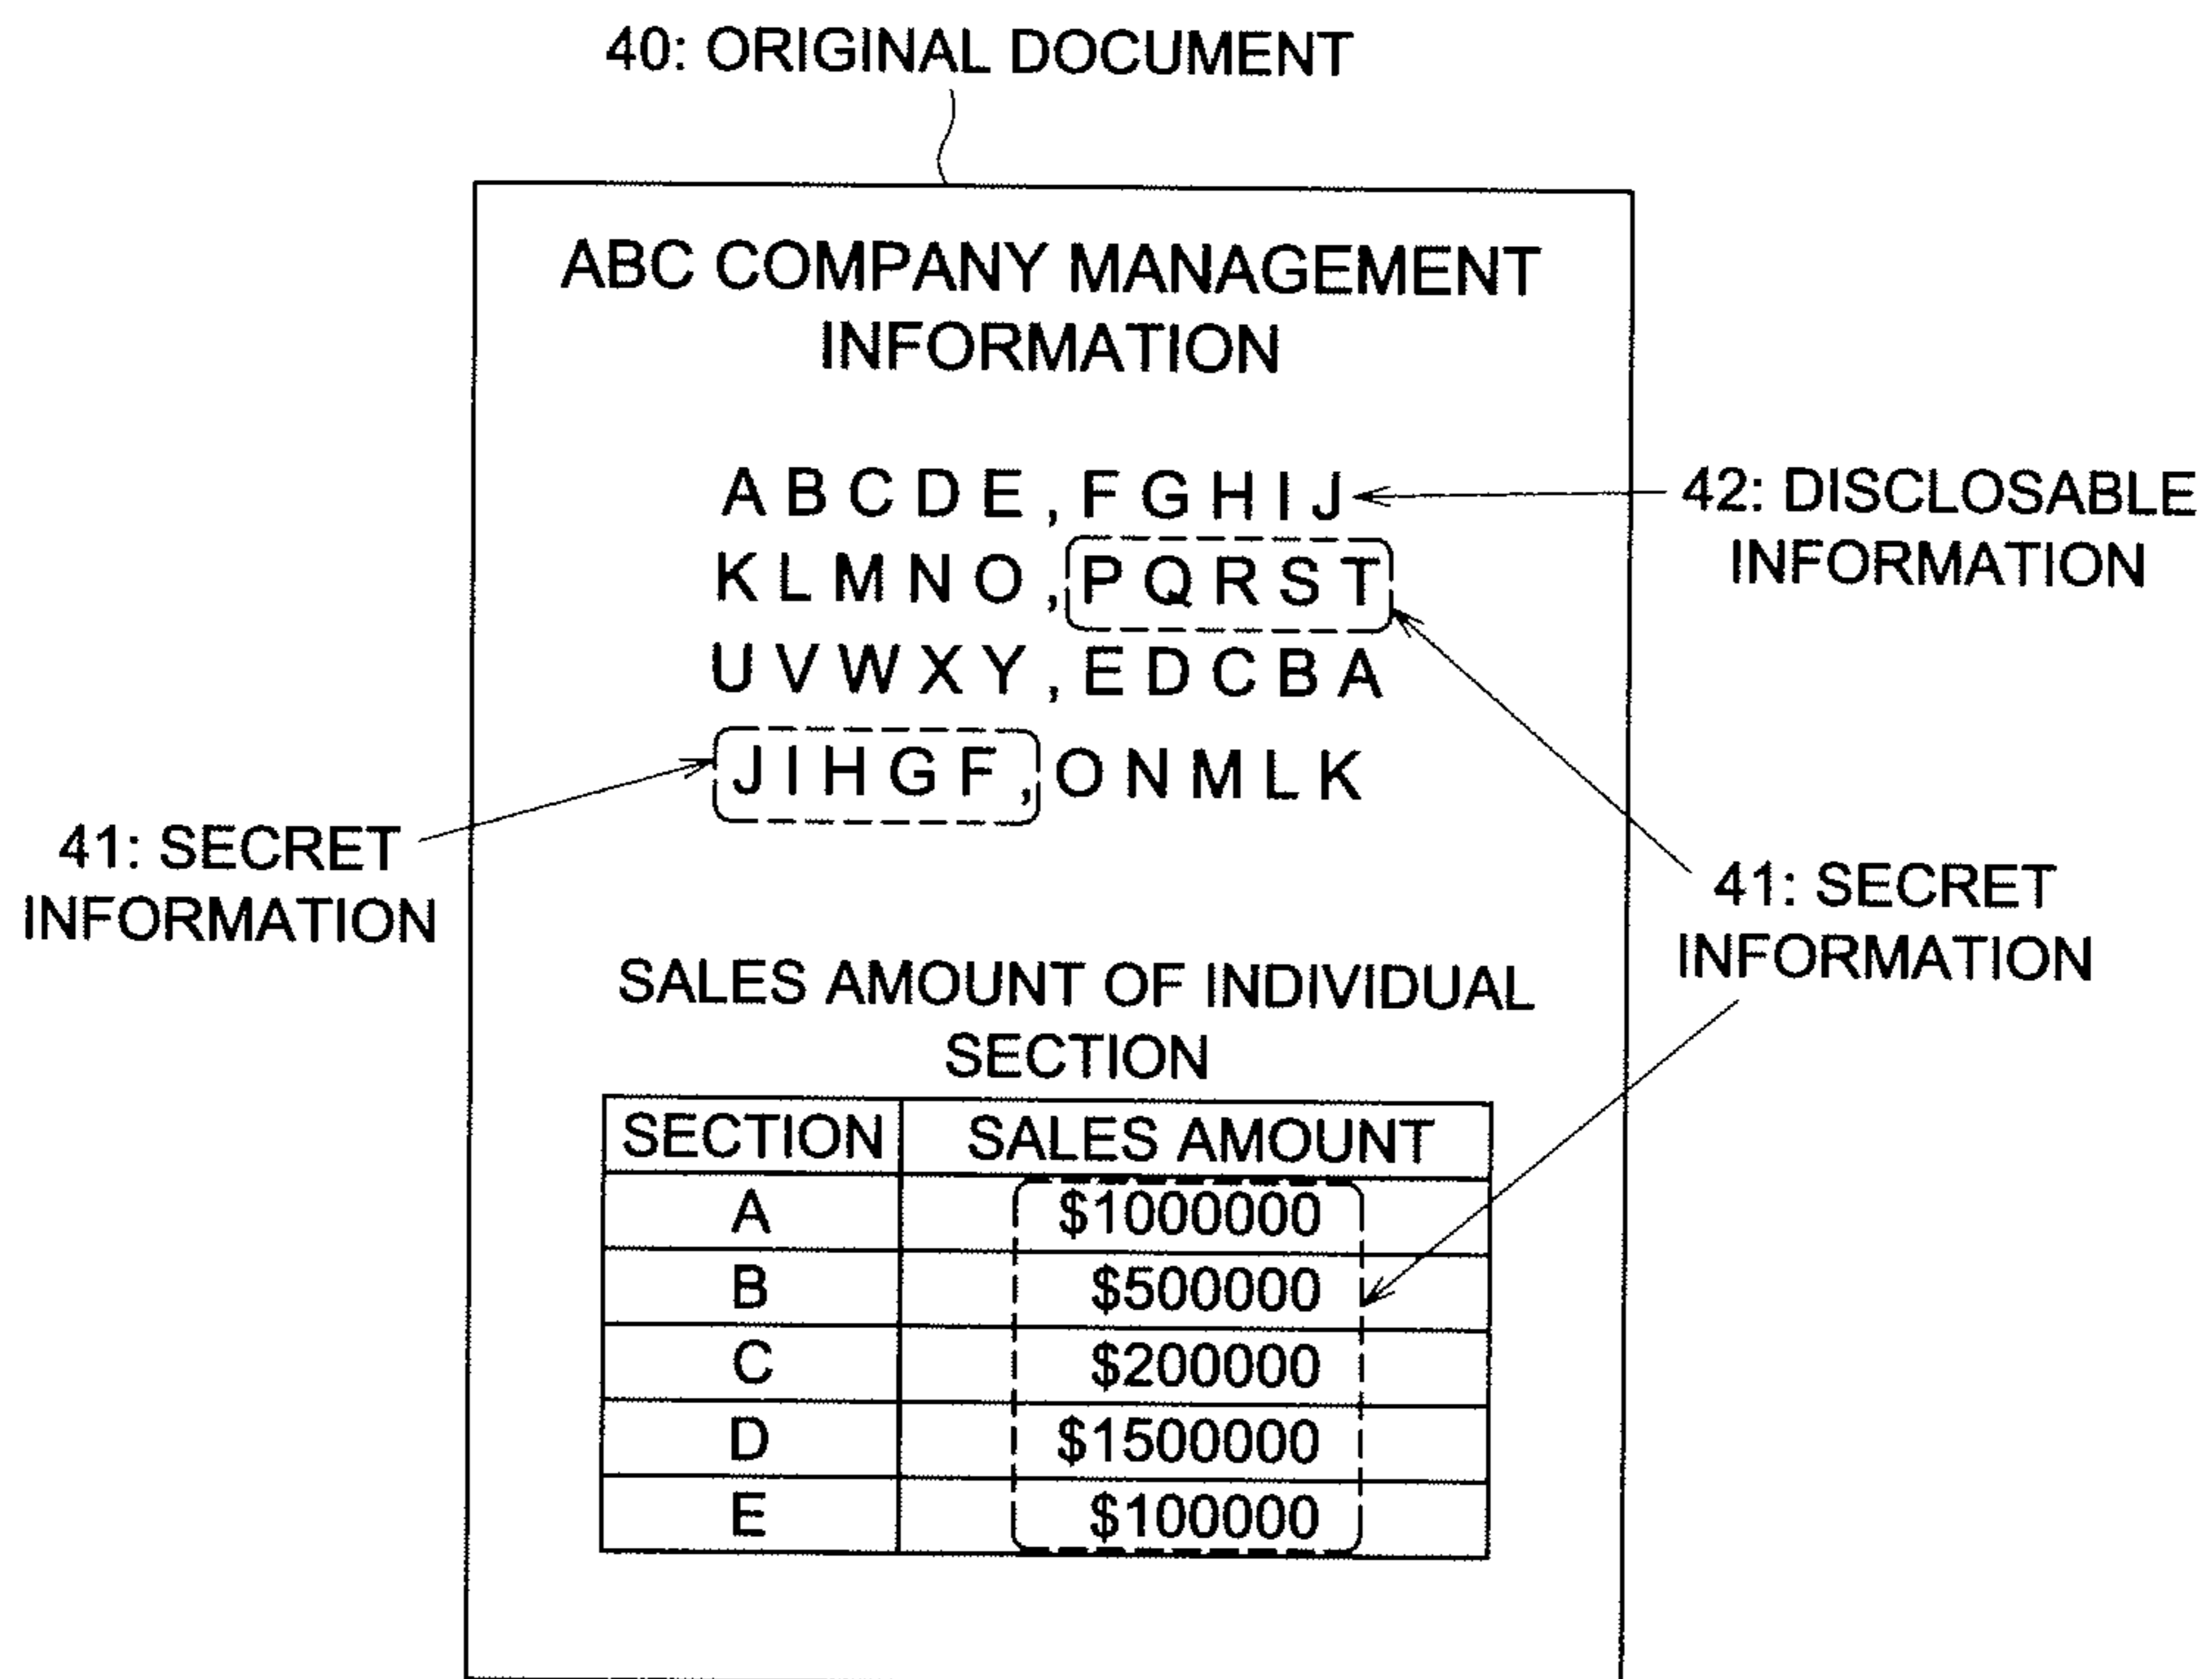 40: ORIGINAL DOCUMENT
ABC COMPANY MANAGEMENT
INFORMATION
A B C D E , F G H I J
42: DISCLOSABLE
INFORMATION
K L M N O , P Q R S T
U V W X Y , E D C B A
J I H G F , O N M L K
41: SECRET
INFORMATION
41: SECRET
INFORMATION
SALES AMOUNT OF INDIVIDUAL
SECTION
SECTION SALES AMOUNT
A $1000000
B $500000
C $200000
D $1500000
E $100000